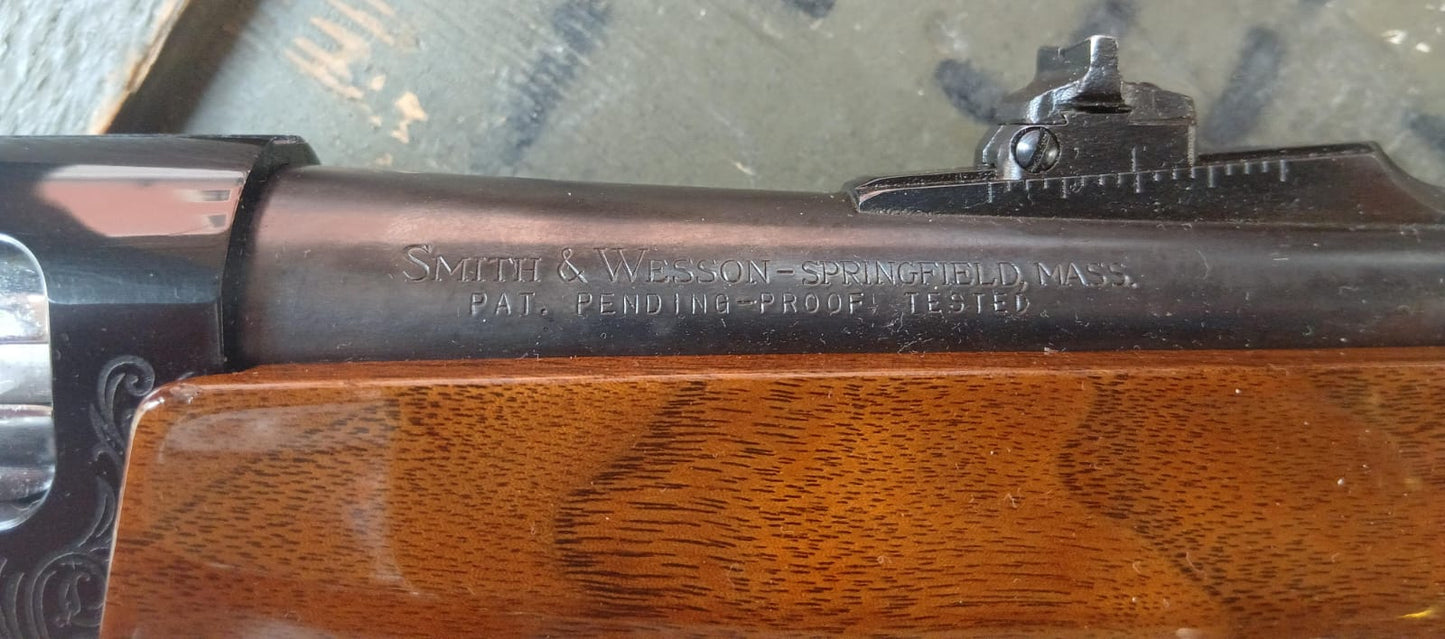 SMITH & WESSON-SPRINGFIELD, MASS.
PAT. PENDING-PROOF TESTED